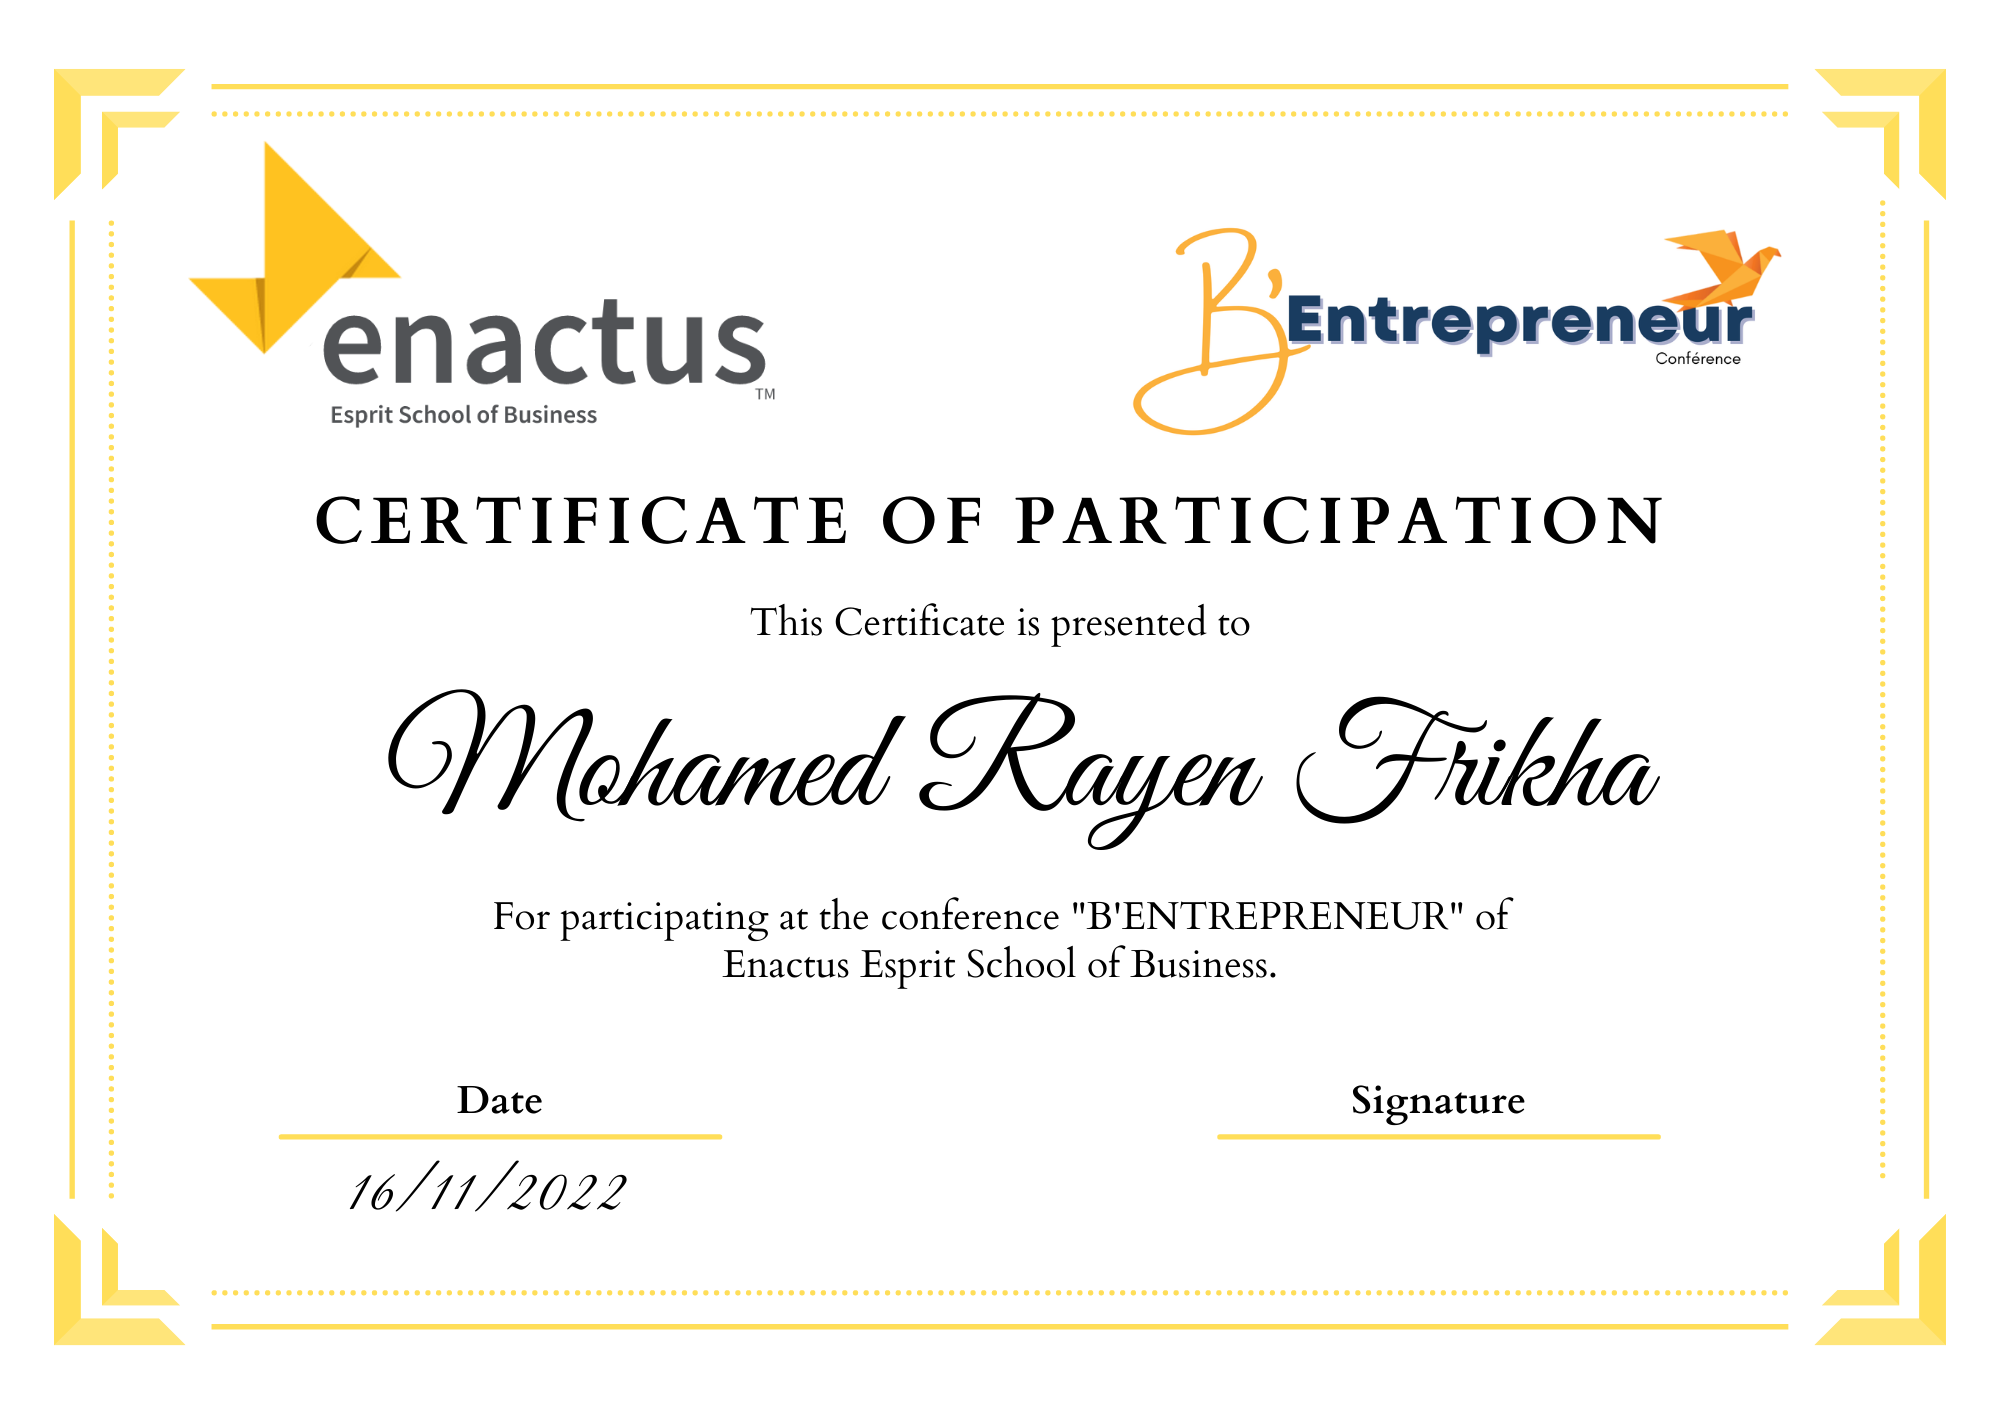 enactus
TM
Esprit School of Business
B'Entrepreneur
Conférence
CERTIFICATE OF PARTICIPATION
This Certificate is presented to
Mohamed Rayen Frikha
For participating at the conference "B'ENTREPRENEUR" of
Enactus Esprit School of Business.
Date
Signature
16/11/2022